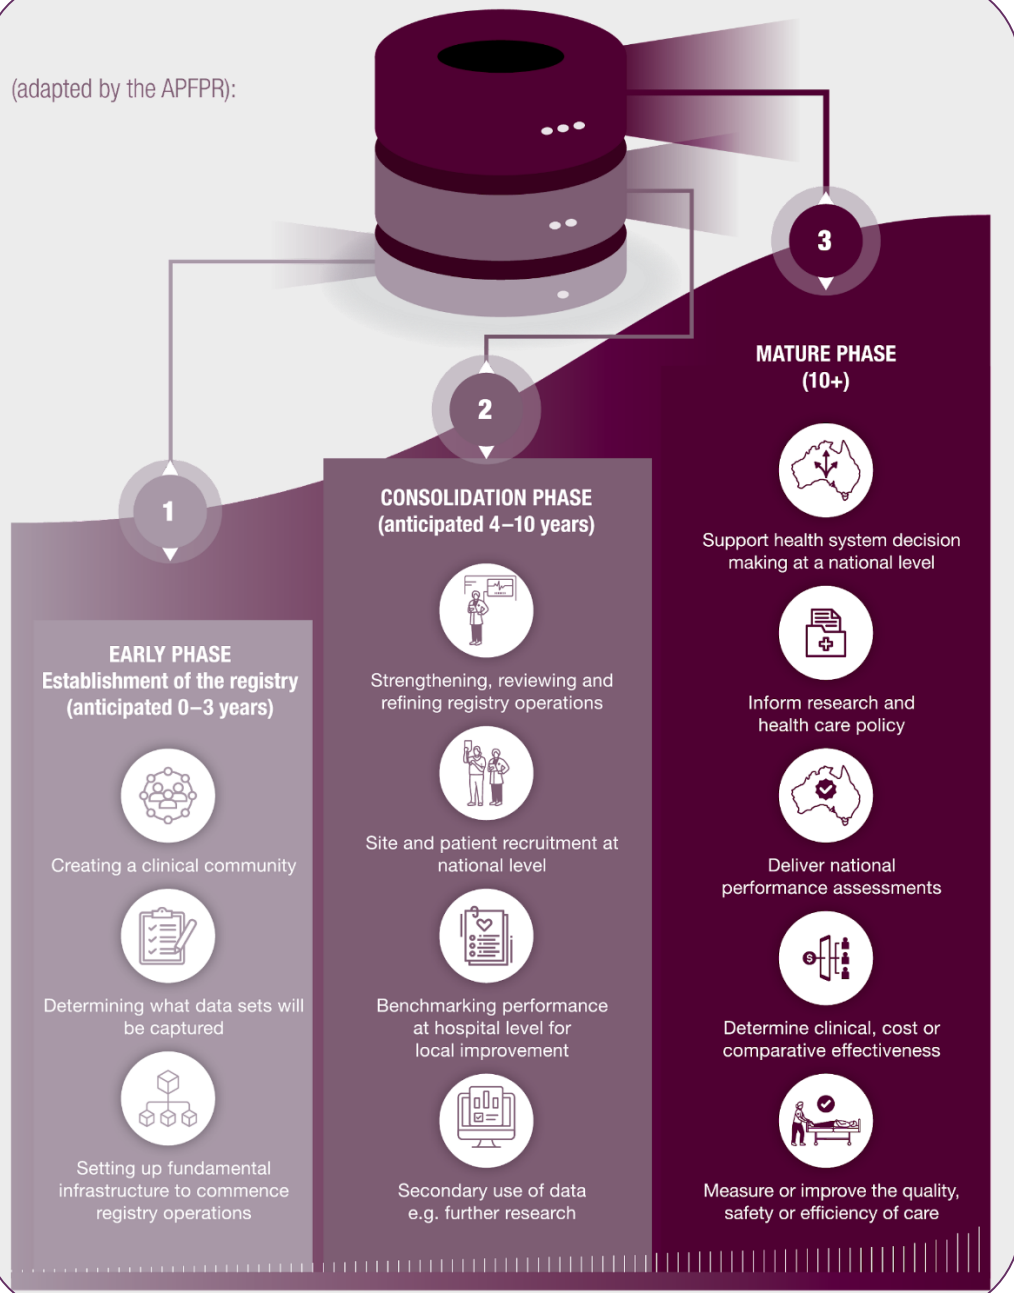 (adapted by the APFPR):
1
EARLY PHASE
Establishment of the registry
(anticipated 0–3 years)
Creating a clinical community
Determining what data sets will
be captured
Setting up fundamental
infrastructure to commence
registry operations
2
CONSOLIDATION PHASE
(anticipated 4–10 years)
Strengthening, reviewing and
refining registry operations
Site and patient recruitment at
national level
Benchmarking performance
at hospital level for
local improvement
Secondary use of data
e.g. further research
3
MATURE PHASE
(10+)
Support health system decision
making at a national level
Inform research and
health care policy
Deliver national
performance assessments
$
Determine clinical, cost or
comparative effectiveness
Measure or improve the quality,
safety or efficiency of care